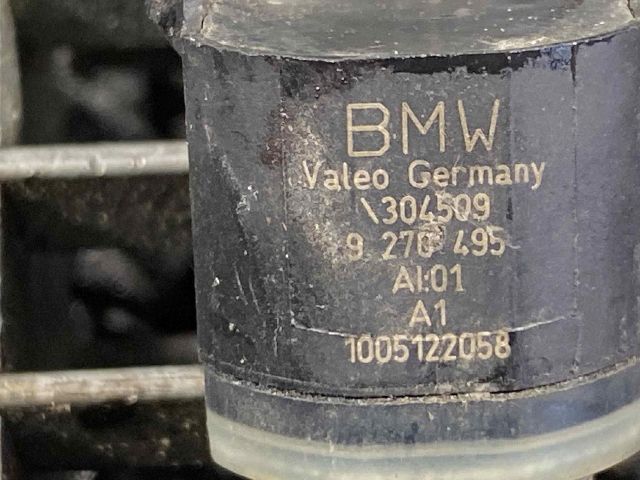 BMW
Valeo Germany
\304509
9 270 495
AI:01
A1
1005122058